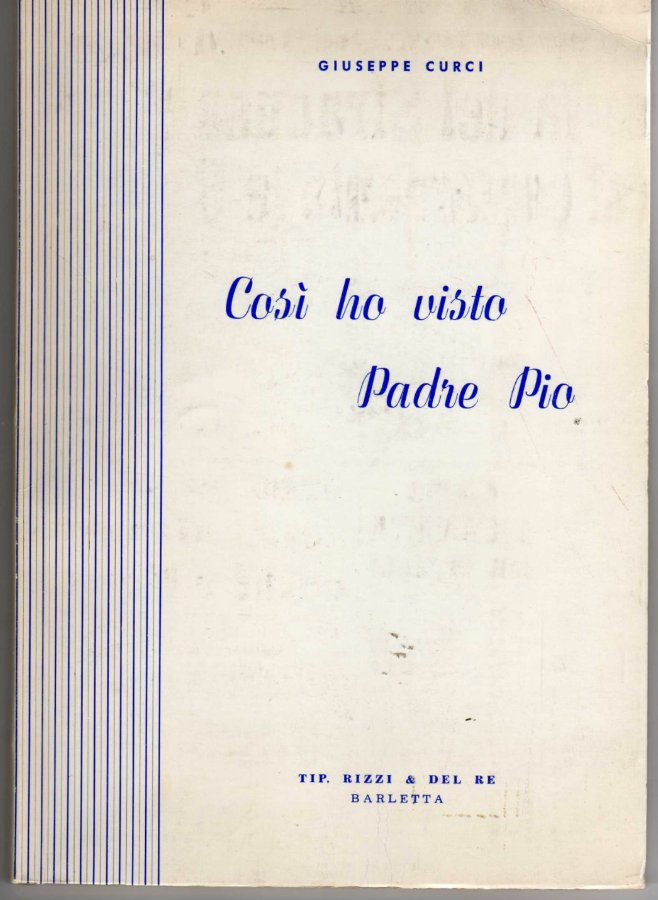 GIUSEPPE CURCI
Così ho visto
Padre Pio
TIP. RIZZI & DEL RE
BARLETTA